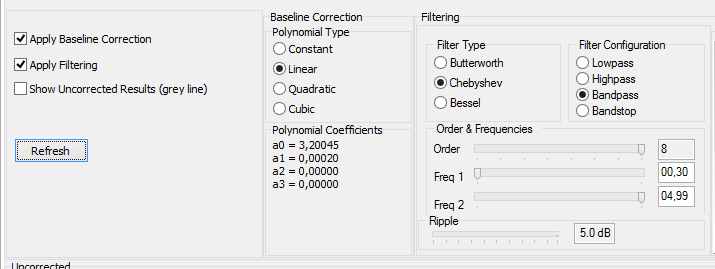 Apply Baseline Correction
Apply Filtering
Show Uncorrected Results (grey line)
Refresh
Baseline Correction
Polynomial Type
Constant
Linear
Quadratic
Cubic
Polynomial Coefficients
a0 = 3,20045
a1 = 0,00020
a2 = 0,00000
a3 = 0,00000
Filtering
Filter Type
Butterworth
Chebyshev
Bessel
Filter Configuration
Lowpass
Highpass
Bandpass
Bandstop
Order & Frequencies
Order 8
Freq 1 00,30
Freq 2 04,99
Ripple
5.0 dB
Uncorrected